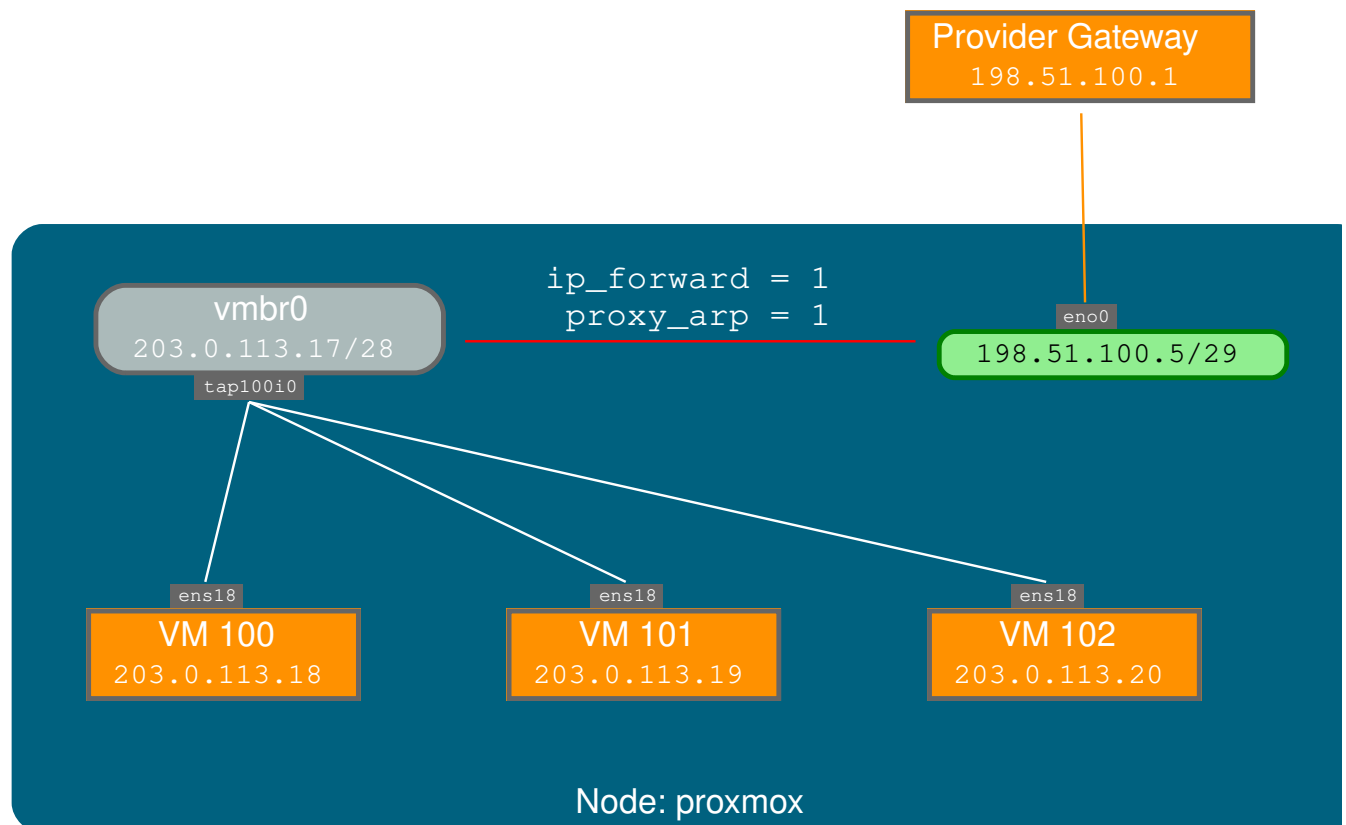 Provider Gateway
198.51.100.1
ip_forward = 1
proxy_arp = 1
vmbr0
203.0.113.17/28
tap100i0
eno0
198.51.100.5/29
ens18
VM 100
203.0.113.18
ens18
VM 101
203.0.113.19
ens18
VM 102
203.0.113.20
Node: proxmox